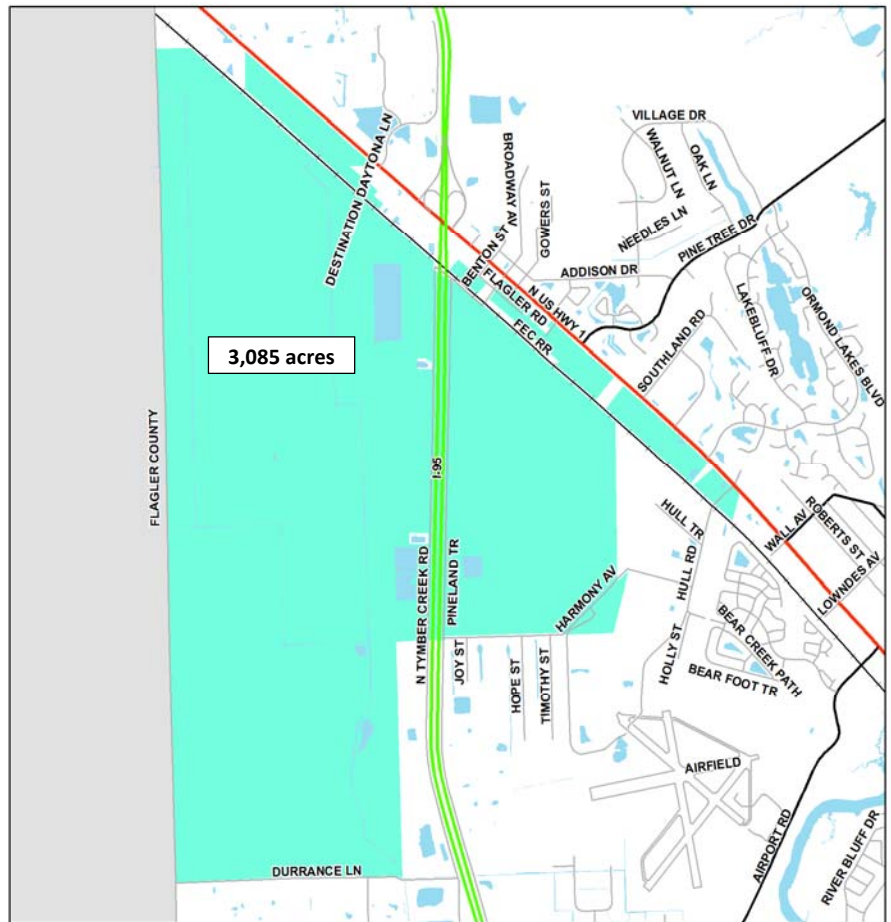 VILLAGE DR
WALNUT LN
OAK LN
BROADWAY AV
DESTINATION DAYTONA LN
GOWERS ST
NEEDLES LN
PINE TREE DR
BENTON ST
ADDISON DR
FLAGLER RD
N US HWY 1
FEC RR
SOUTHLAND RD
LAKEBLUFF DR
ORMOND LAKES BLVD
3,085 acres
FLAGLER COUNTY
I-95
HULL TR
WALL AV
ROBERTS ST
LOWNDES AV
N TYMBER CREEK RD
PINELAND TR
HARMONY AV
HULL RD
JOY ST
HOPE ST
TIMOTHY ST
HOLLY ST
BEAR CREEK PATH
BEAR FOOT TR
AIRFIELD
AIRPORT RD
RIVER BLUFF DR
DURRANCE LN